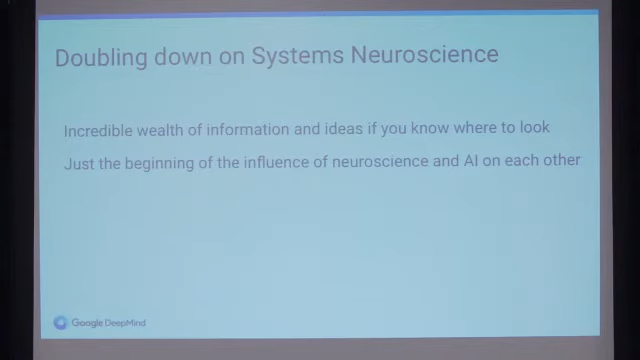 Doubling down on Systems Neuroscience
Incredible wealth of information and ideas if you know where to look
Just the beginning of the influence of neuroscience and AI on each other
Google DeepMind